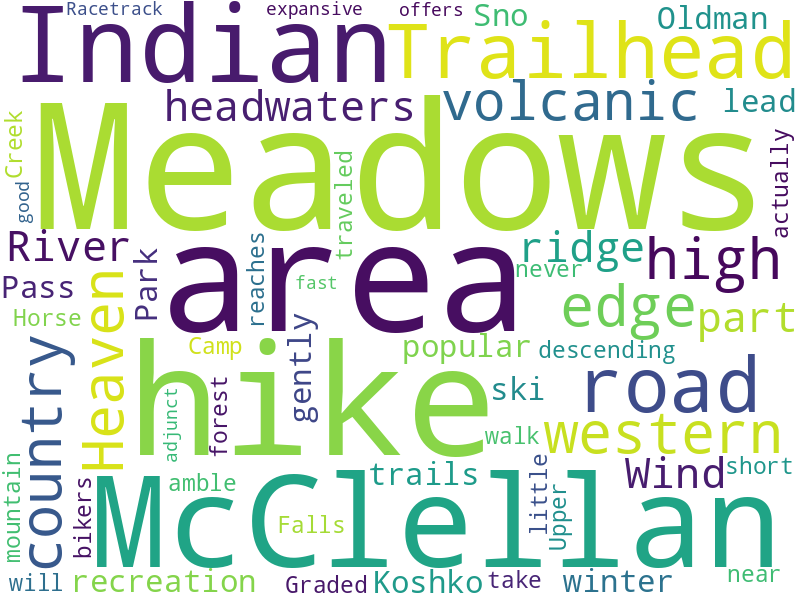 Racetrack expansive offers Sno Oldman
Indian Trailhead
headwaters volcanic lead
Creek good Meadows traveled actually
River area ridge high
Pass Park reaches never
Horse Heaven fast edge part
Camp gently popular descending
country hike ski road
adjunct forest walk western
mountain bikers McClellan trails Wind short
amble little Upper
Falls
will recreation Graded Koshko take winter near